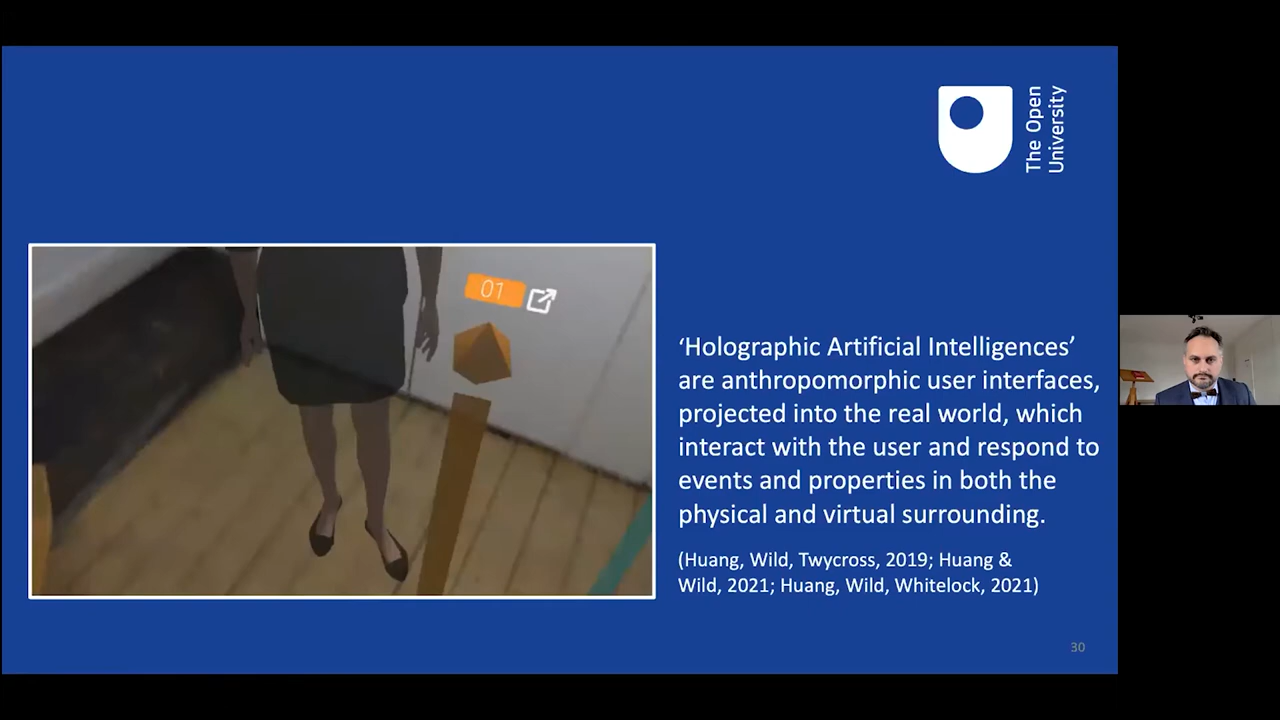 The Open
University
01
‘Holographic Artificial Intelligences’
are anthropomorphic user interfaces,
projected into the real world, which
interact with the user and respond to
events and properties in both the
physical and virtual surrounding.
(Huang, Wild, Twycross, 2019; Huang &
Wild, 2021; Huang, Wild, Whitelock, 2021)
30